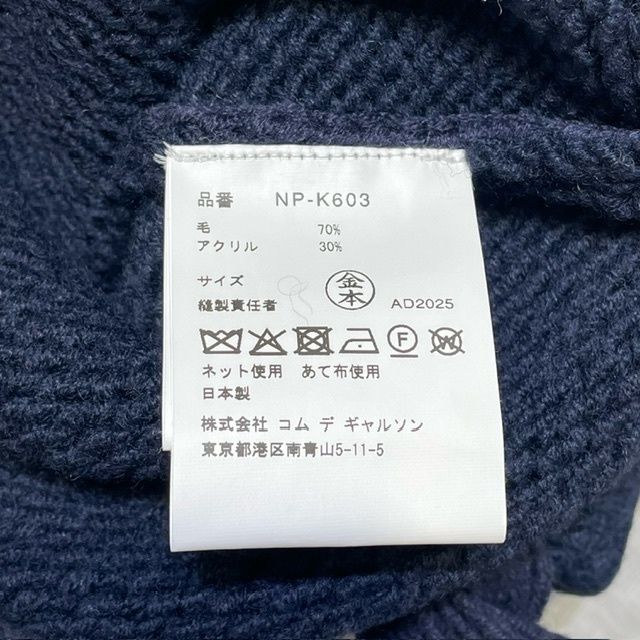 品番 NP-K603
毛 70%
アクリル 30%
サイズ
縫製責任者 金本 AD2025
F W
ネット使用 あて布使用
日本製
株式会社 コム デ ギャルソン
東京都港区南青山5-11-5